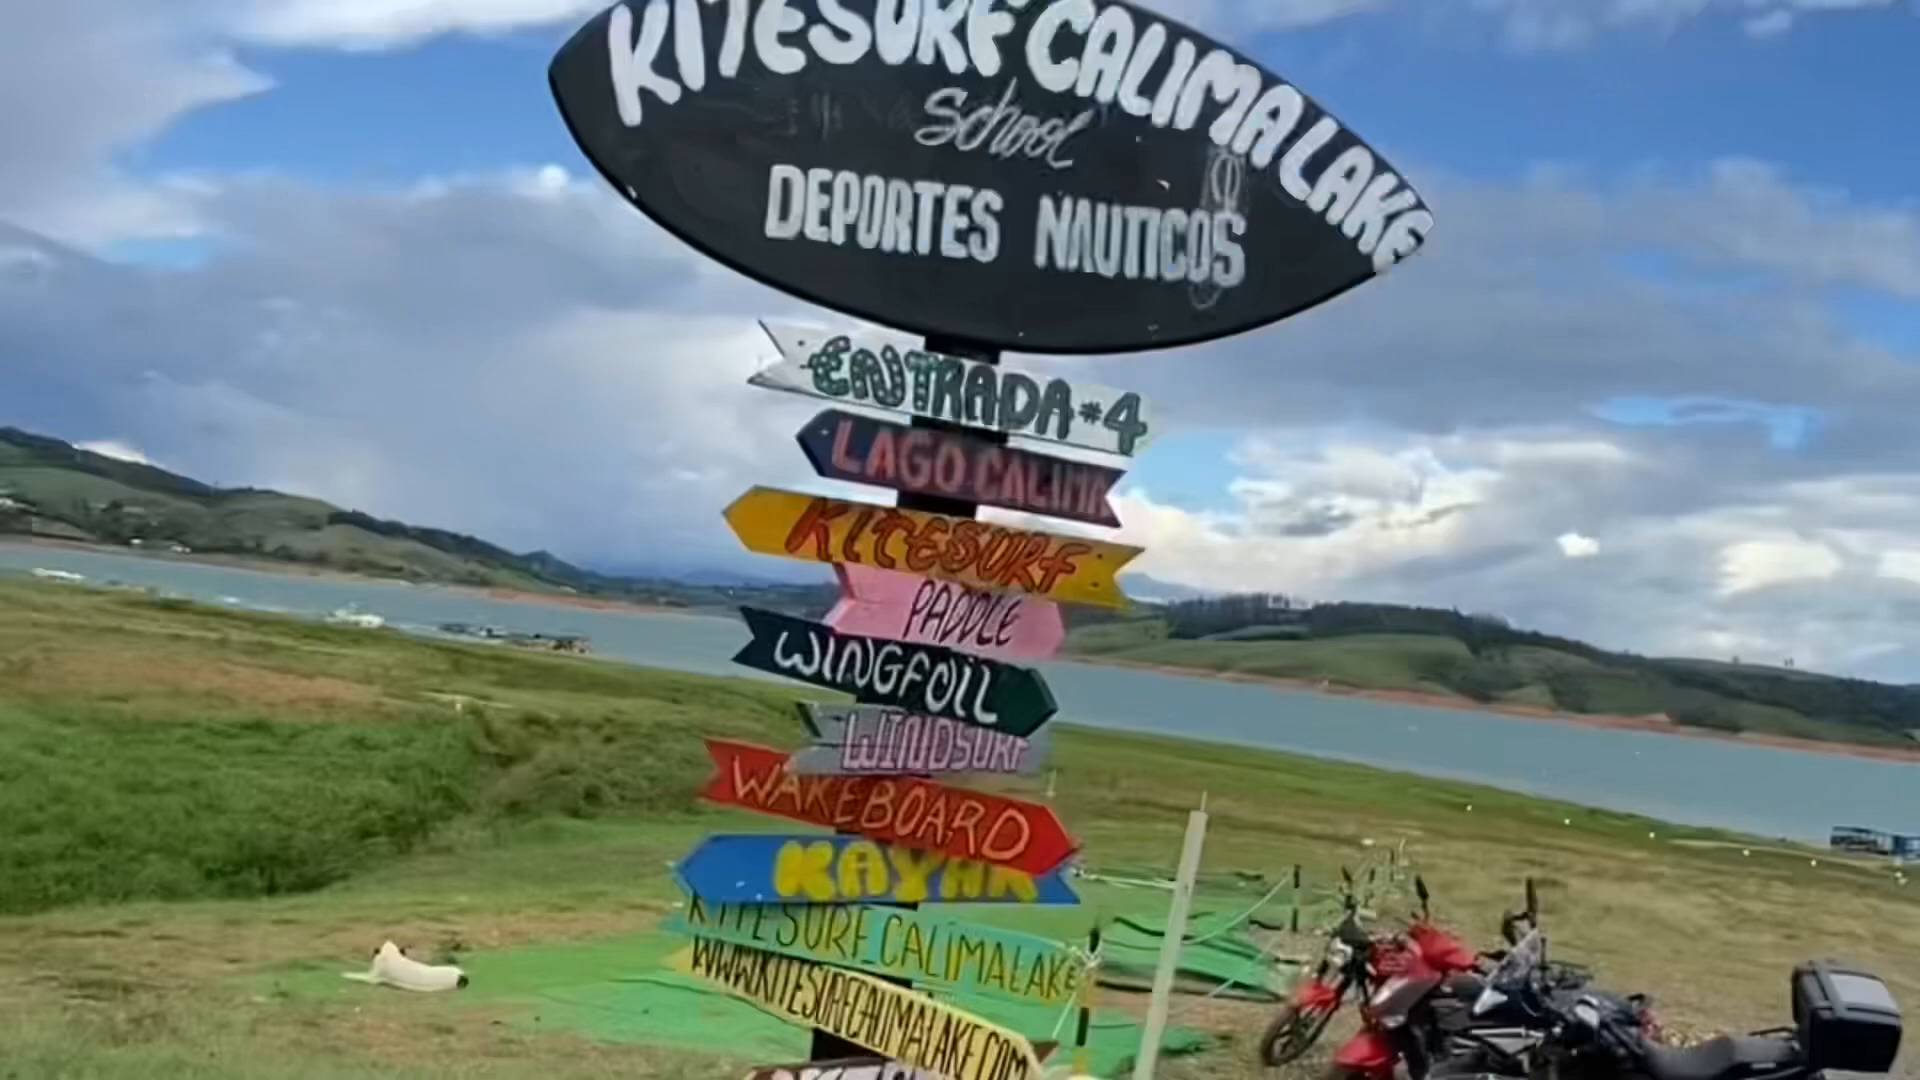 KITESURF CALIMA LAKE
School
DEPORTES NAUTICOS
ENTRADA #4
LAGO CALIMA
KITESURF
PADDLE
WINGFOIL
WINDSURF
WAKEBOARD
KAYAK
KITESURF_CALIMALAKE
WWW.KITESURFCALIMALAKE.COM